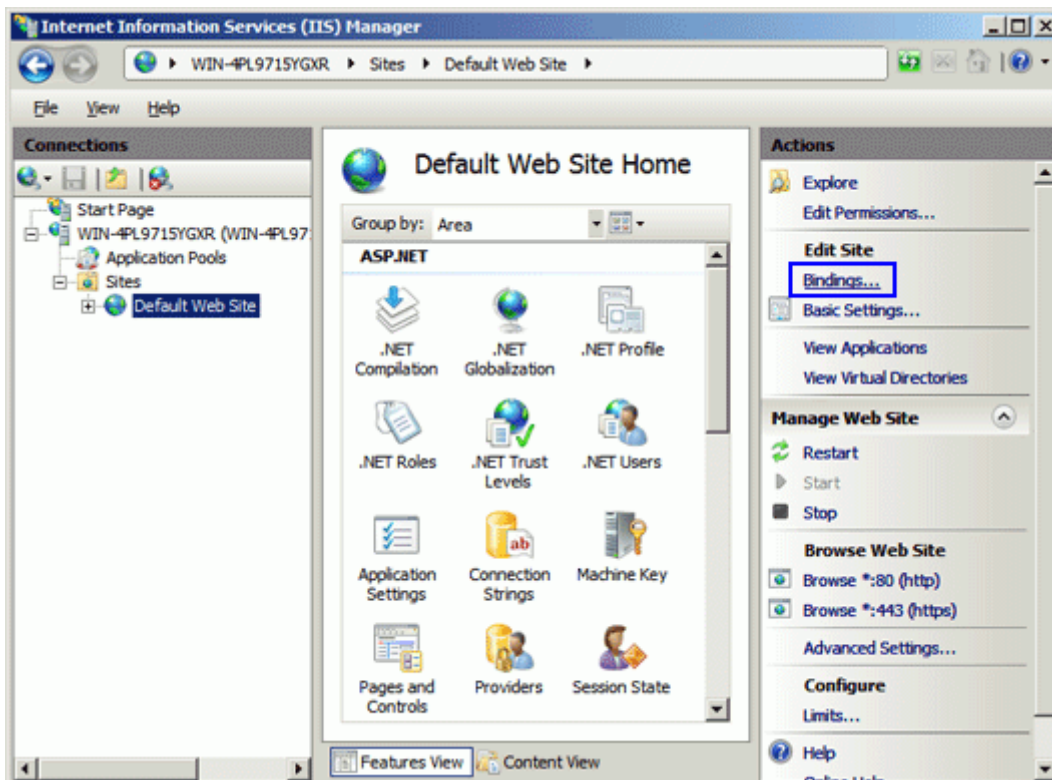 Internet Information Services (IIS) Manager
WIN-4PL9715YGXR Sites Default Web Site
File View Help
Connections
Start Page
WIN-4PL9715YGXR (WIN-4PL97
Application Pools
Sites
Default Web Site
Default Web Site Home
Group by: Area
ASP.NET
.NET
Compilation
.NET
Globalization
.NET Profile
.NET Roles
.NET Trust
Levels
.NET Users
Application
Settings
ab
Connection
Strings
Machine Key
Pages and
Controls
Providers
Session State
Features View
Content View
Actions
Explore
Edit Permissions...
Edit Site
Bindings...
Basic Settings...
View Applications
View Virtual Directories
Manage Web Site
Restart
Start
Stop
Browse Web Site
Browse *:80 (http)
Browse *:443 (https)
Advanced Settings...
Configure
Limits...
Help
Online Help